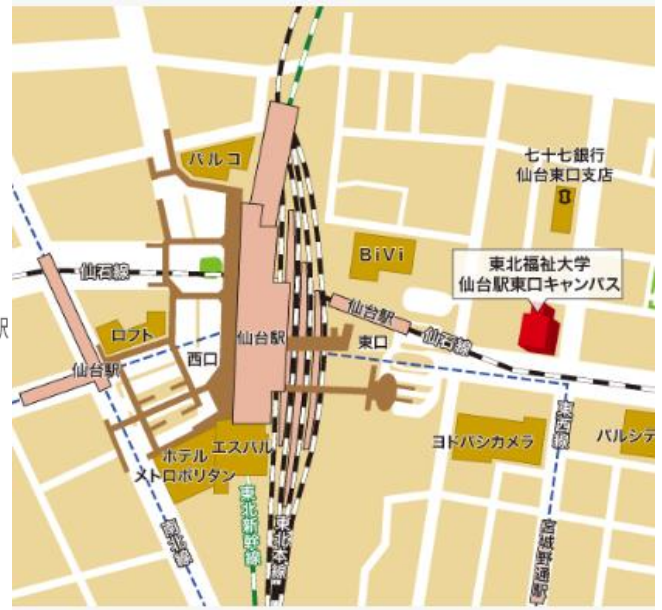 パルコ
七十七銀行
仙台東口支店
BiVi
東北福祉大学
仙台駅東口キャンパス
仙石線
仙台駅
駅
ロフト
仙台駅
西口
仙台駅
東口
仙石線
ヨドバシカメラ
東西線
パルシテ
エスパル
ホテル
メトロポリタン
南北線
東北新幹線
東北本線
宮城野通駅